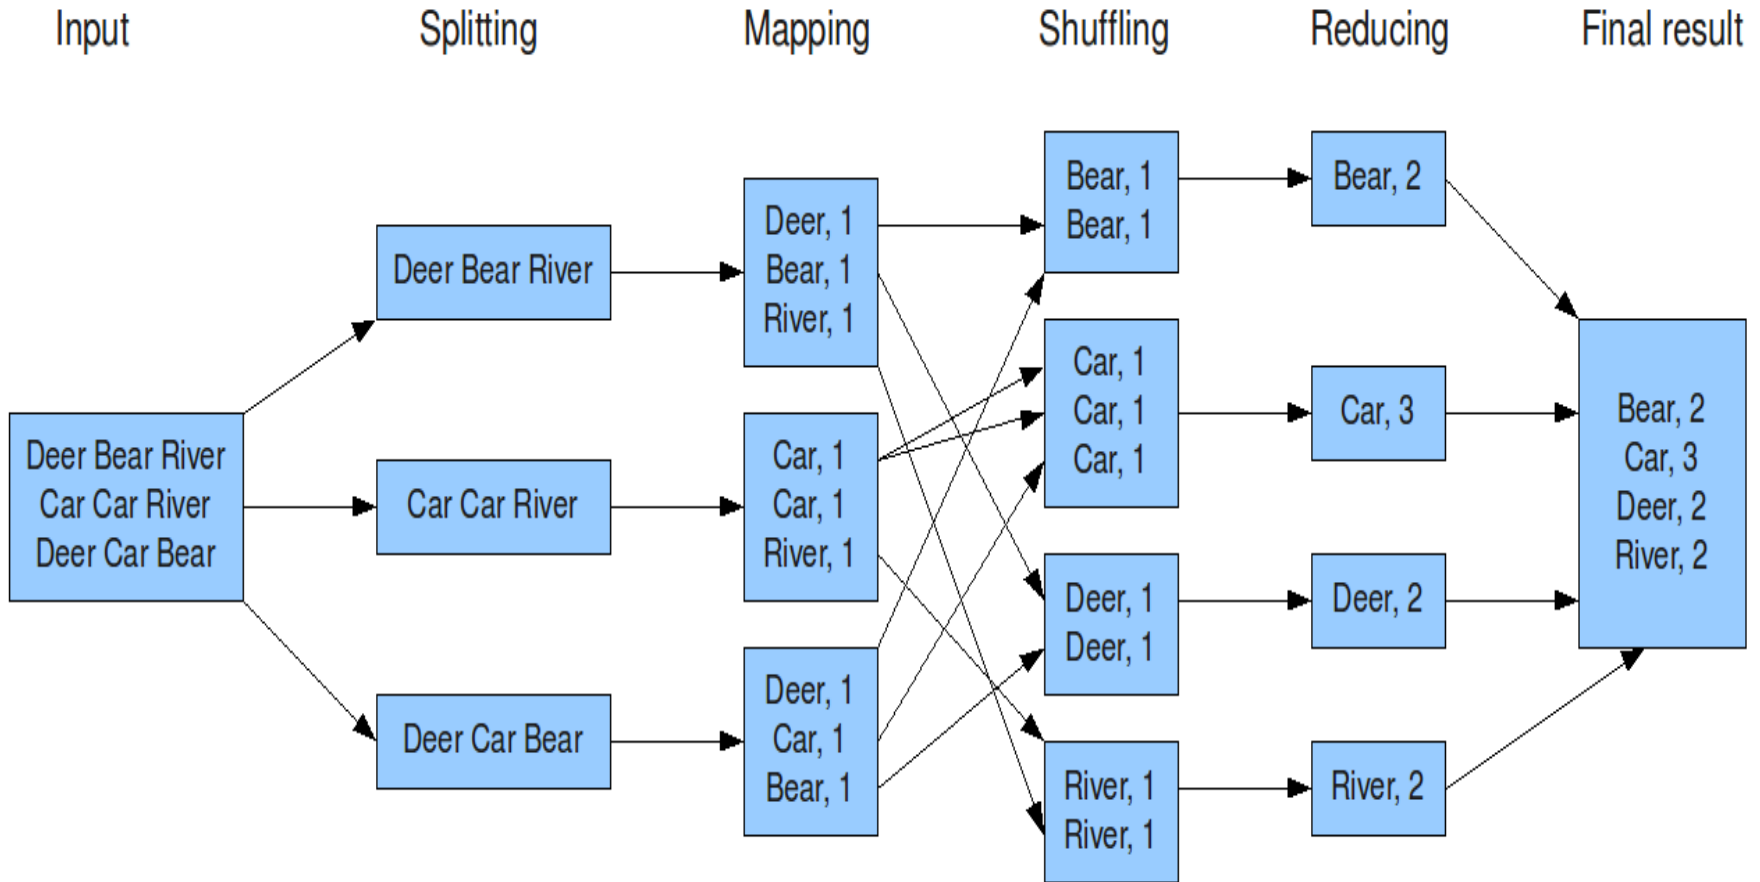 Input
Splitting
Mapping
Shuffling
Reducing
Final result
Deer Bear River
Car Car River
Deer Car Bear
Deer Bear River
Car Car River
Deer Car Bear
Deer, 1
Bear, 1
River, 1
Car, 1
Car, 1
River, 1
Deer, 1
Car, 1
Bear, 1
Bear, 1
Bear, 1
Car, 1
Car, 1
Car, 1
Deer, 1
Deer, 1
River, 1
River, 1
Bear, 2
Car, 3
Deer, 2
River, 2
Bear, 2
Car, 3
Deer, 2
River, 2